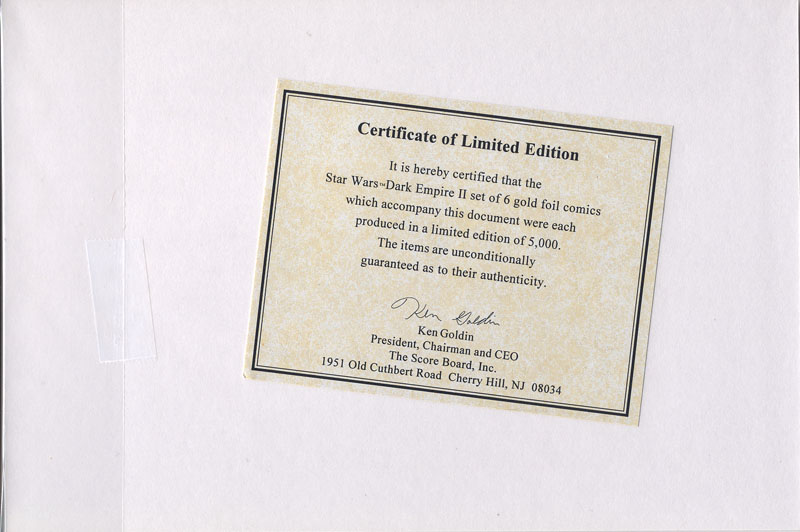 Certificate of Limited Edition
It is hereby certified that the
Star Wars™Dark Empire II set of 6 gold foil comics
which accompany this document were each
produced in a limited edition of 5,000.
The items are unconditionally
guaranteed as to their authenticity.
Ken Goldin
Ken Goldin
President, Chairman and CEO
The Score Board, Inc.
1951 Old Cuthbert Road Cherry Hill, NJ 08034